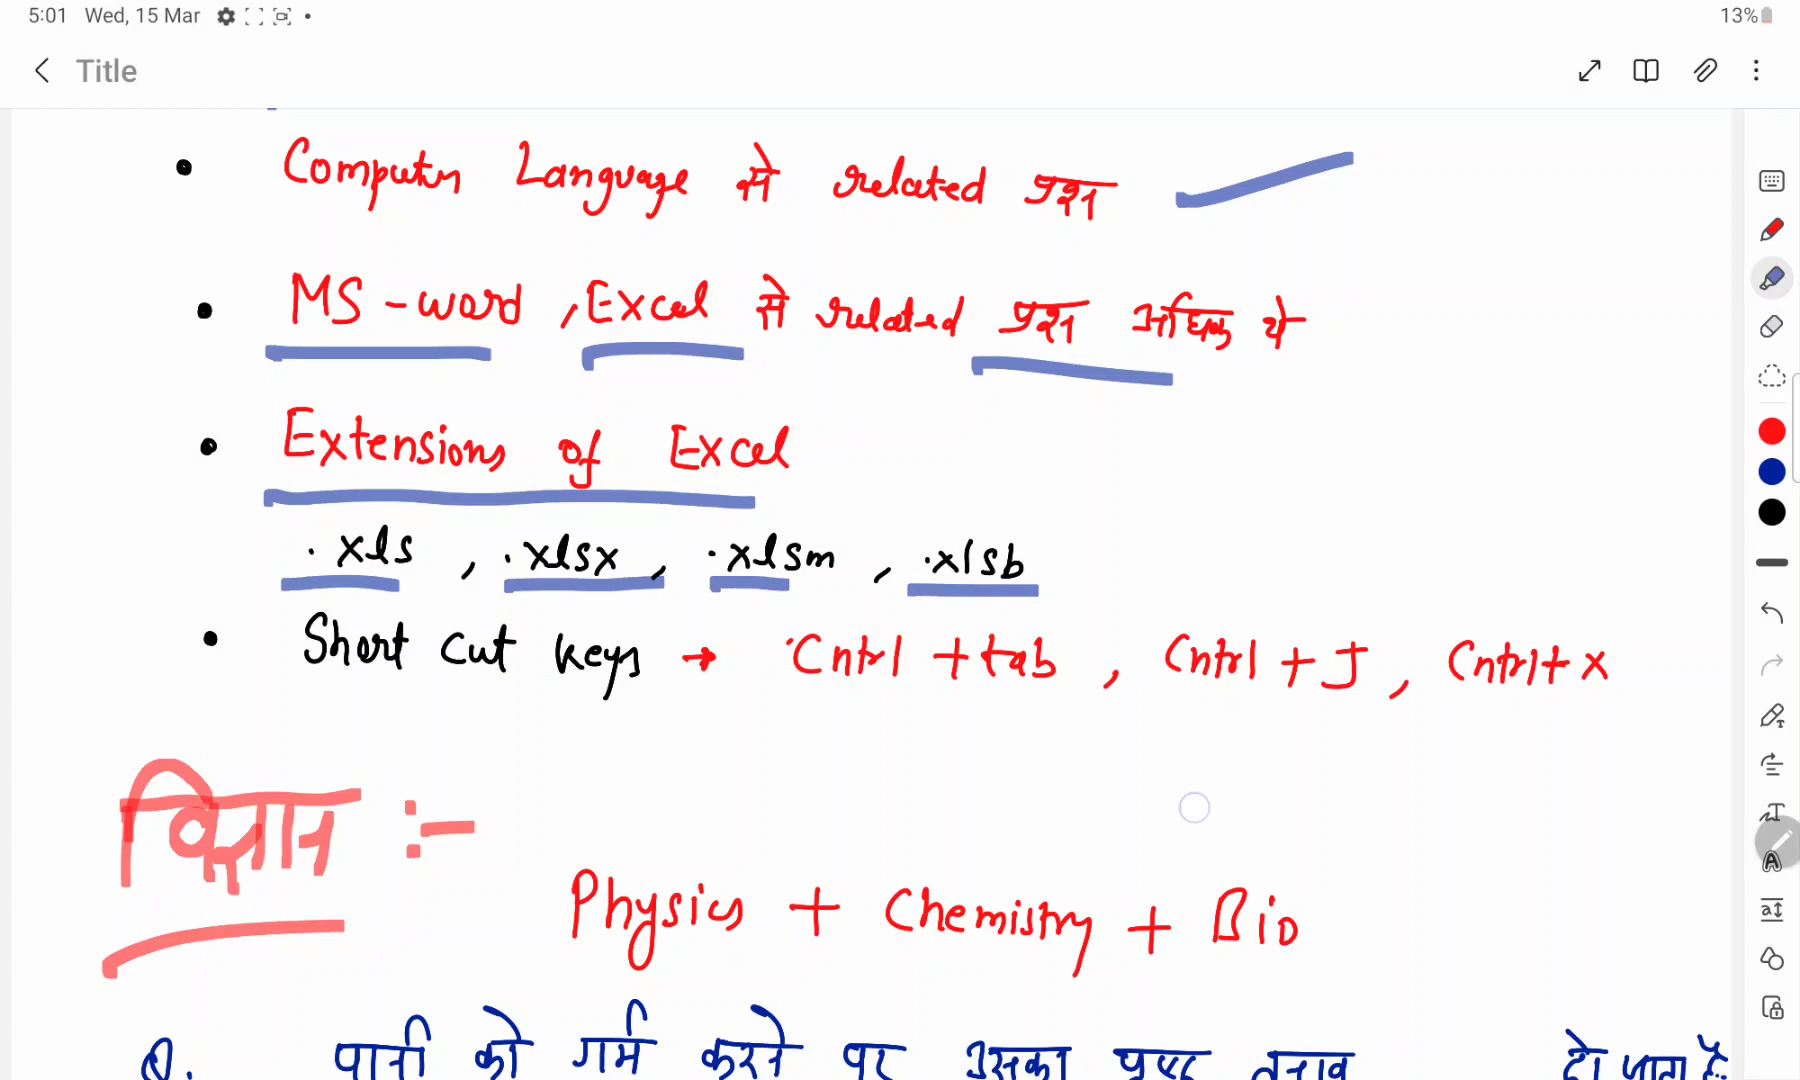 5:01 Wed, 15 Mar 13%
Title
• Computer Language से related प्रश्न
• MS-word, Excel से related प्रश्न अधिक थे
• Extensions of Excel
.xls, .xlsx, .xlsm, .xlsb
• Short cut keys → Cntrl + tab, Cntrl + J, Cntrl + x
विज्ञान :-
Physics + Chemistry + Bio
Q. पानी को गर्म करने पर उसका पृष्ठ तनाव हो जाता है